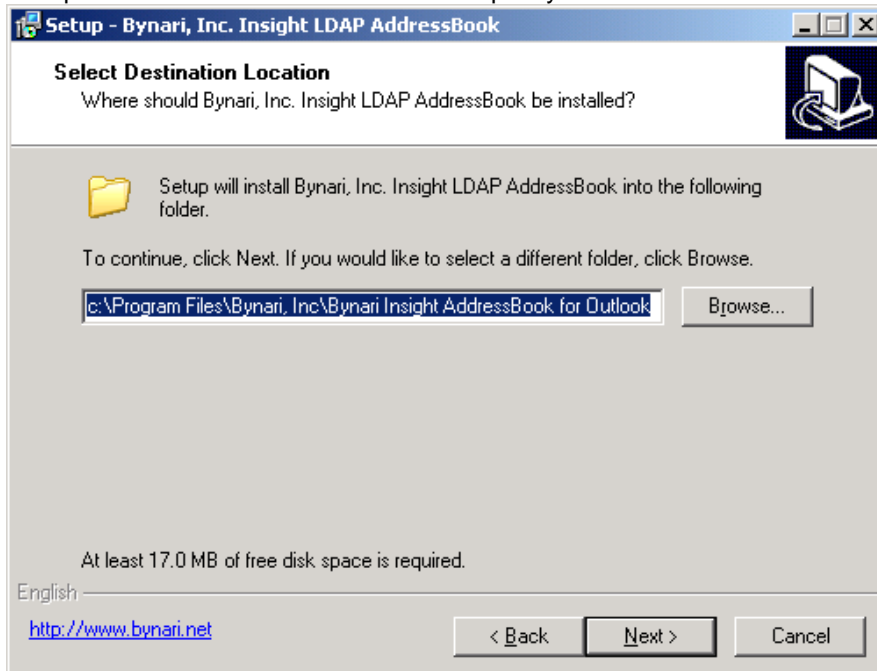 Setup - Bynari, Inc. Insight LDAP AddressBook
Select Destination Location
Where should Bynari, Inc. Insight LDAP AddressBook be installed?
Setup will install Bynari, Inc. Insight LDAP AddressBook into the following
folder.
To continue, click Next. If you would like to select a different folder, click Browse.
c:\Program Files\Bynari, Inc\Bynari Insight AddressBook for Outlook
Browse...
At least 17.0 MB of free disk space is required.
English
http://www.bynari.net
< Back
Next >
Cancel